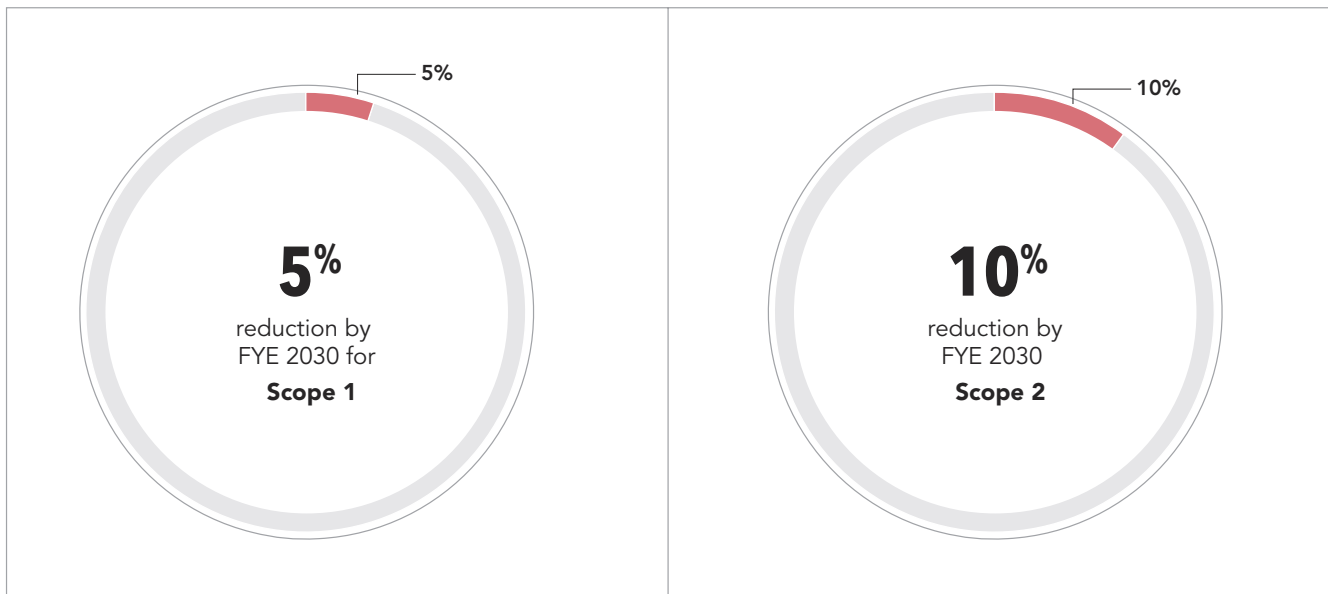 5%
5%
reduction by
FYE 2030 for
Scope 1
10%
10%
reduction by
FYE 2030
Scope 2